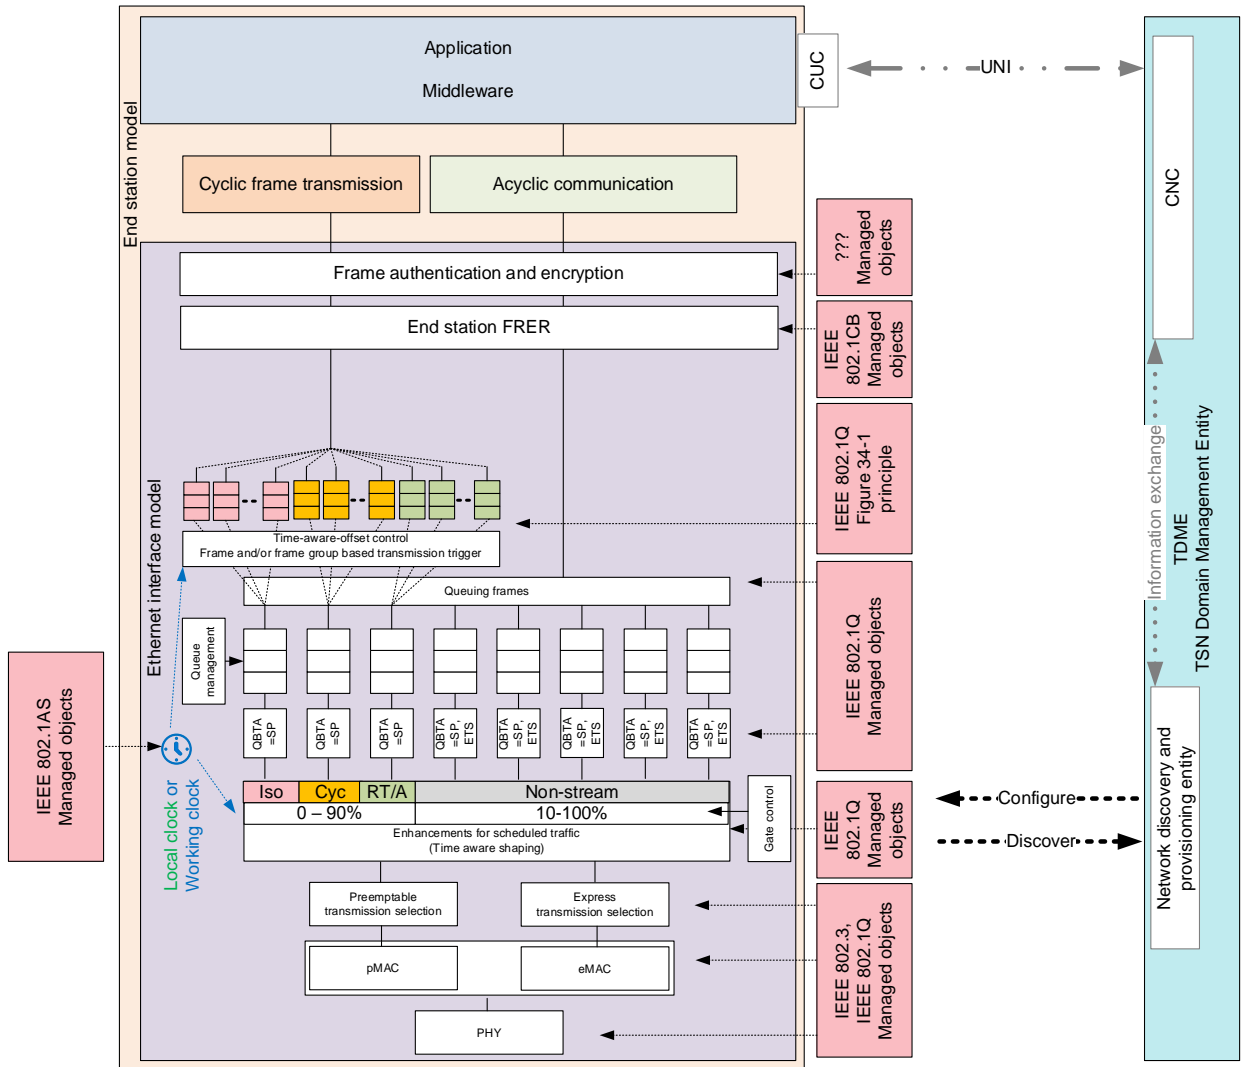 Application
Middleware
CUC
UNI
End station model
Cyclic frame transmission
Acyclic communication
CNC
???
Managed
objects
Frame authentication and encryption
End station FRER
IEEE
802.1CB
Managed
objects
Ethernet interface model
IEEE 802.1Q
Figure 34-1
principle
Time-aware-offset control
Frame and/or frame group based transmission trigger
Information exchange
TDME
TSN Domain Management Entity
Queuing frames
Queue
management
IEEE 802.1Q
Managed objects
IEEE 802.1AS
Managed objects
QBTA
=SP
QBTA
=SP
QBTA
=SP
QBTA
=SP,
ETS
QBTA
=SP,
ETS
QBTA
=SP,
ETS
QBTA
=SP,
ETS
QBTA
=SP,
ETS
Local clock or
Working clock
Iso
Cyc
RT/A
Non-stream
0 – 90%
10-100%
Enhancements for scheduled traffic
(Time aware shaping)
Gate control
IEEE
802.1Q
Managed
objects
Configure
Discover
Network discovery and
provisioning entity
Preemptable
transmission selection
Express
transmission selection
IEEE 802.3,
IEEE 802.1Q
Managed objects
pMAC
eMAC
PHY